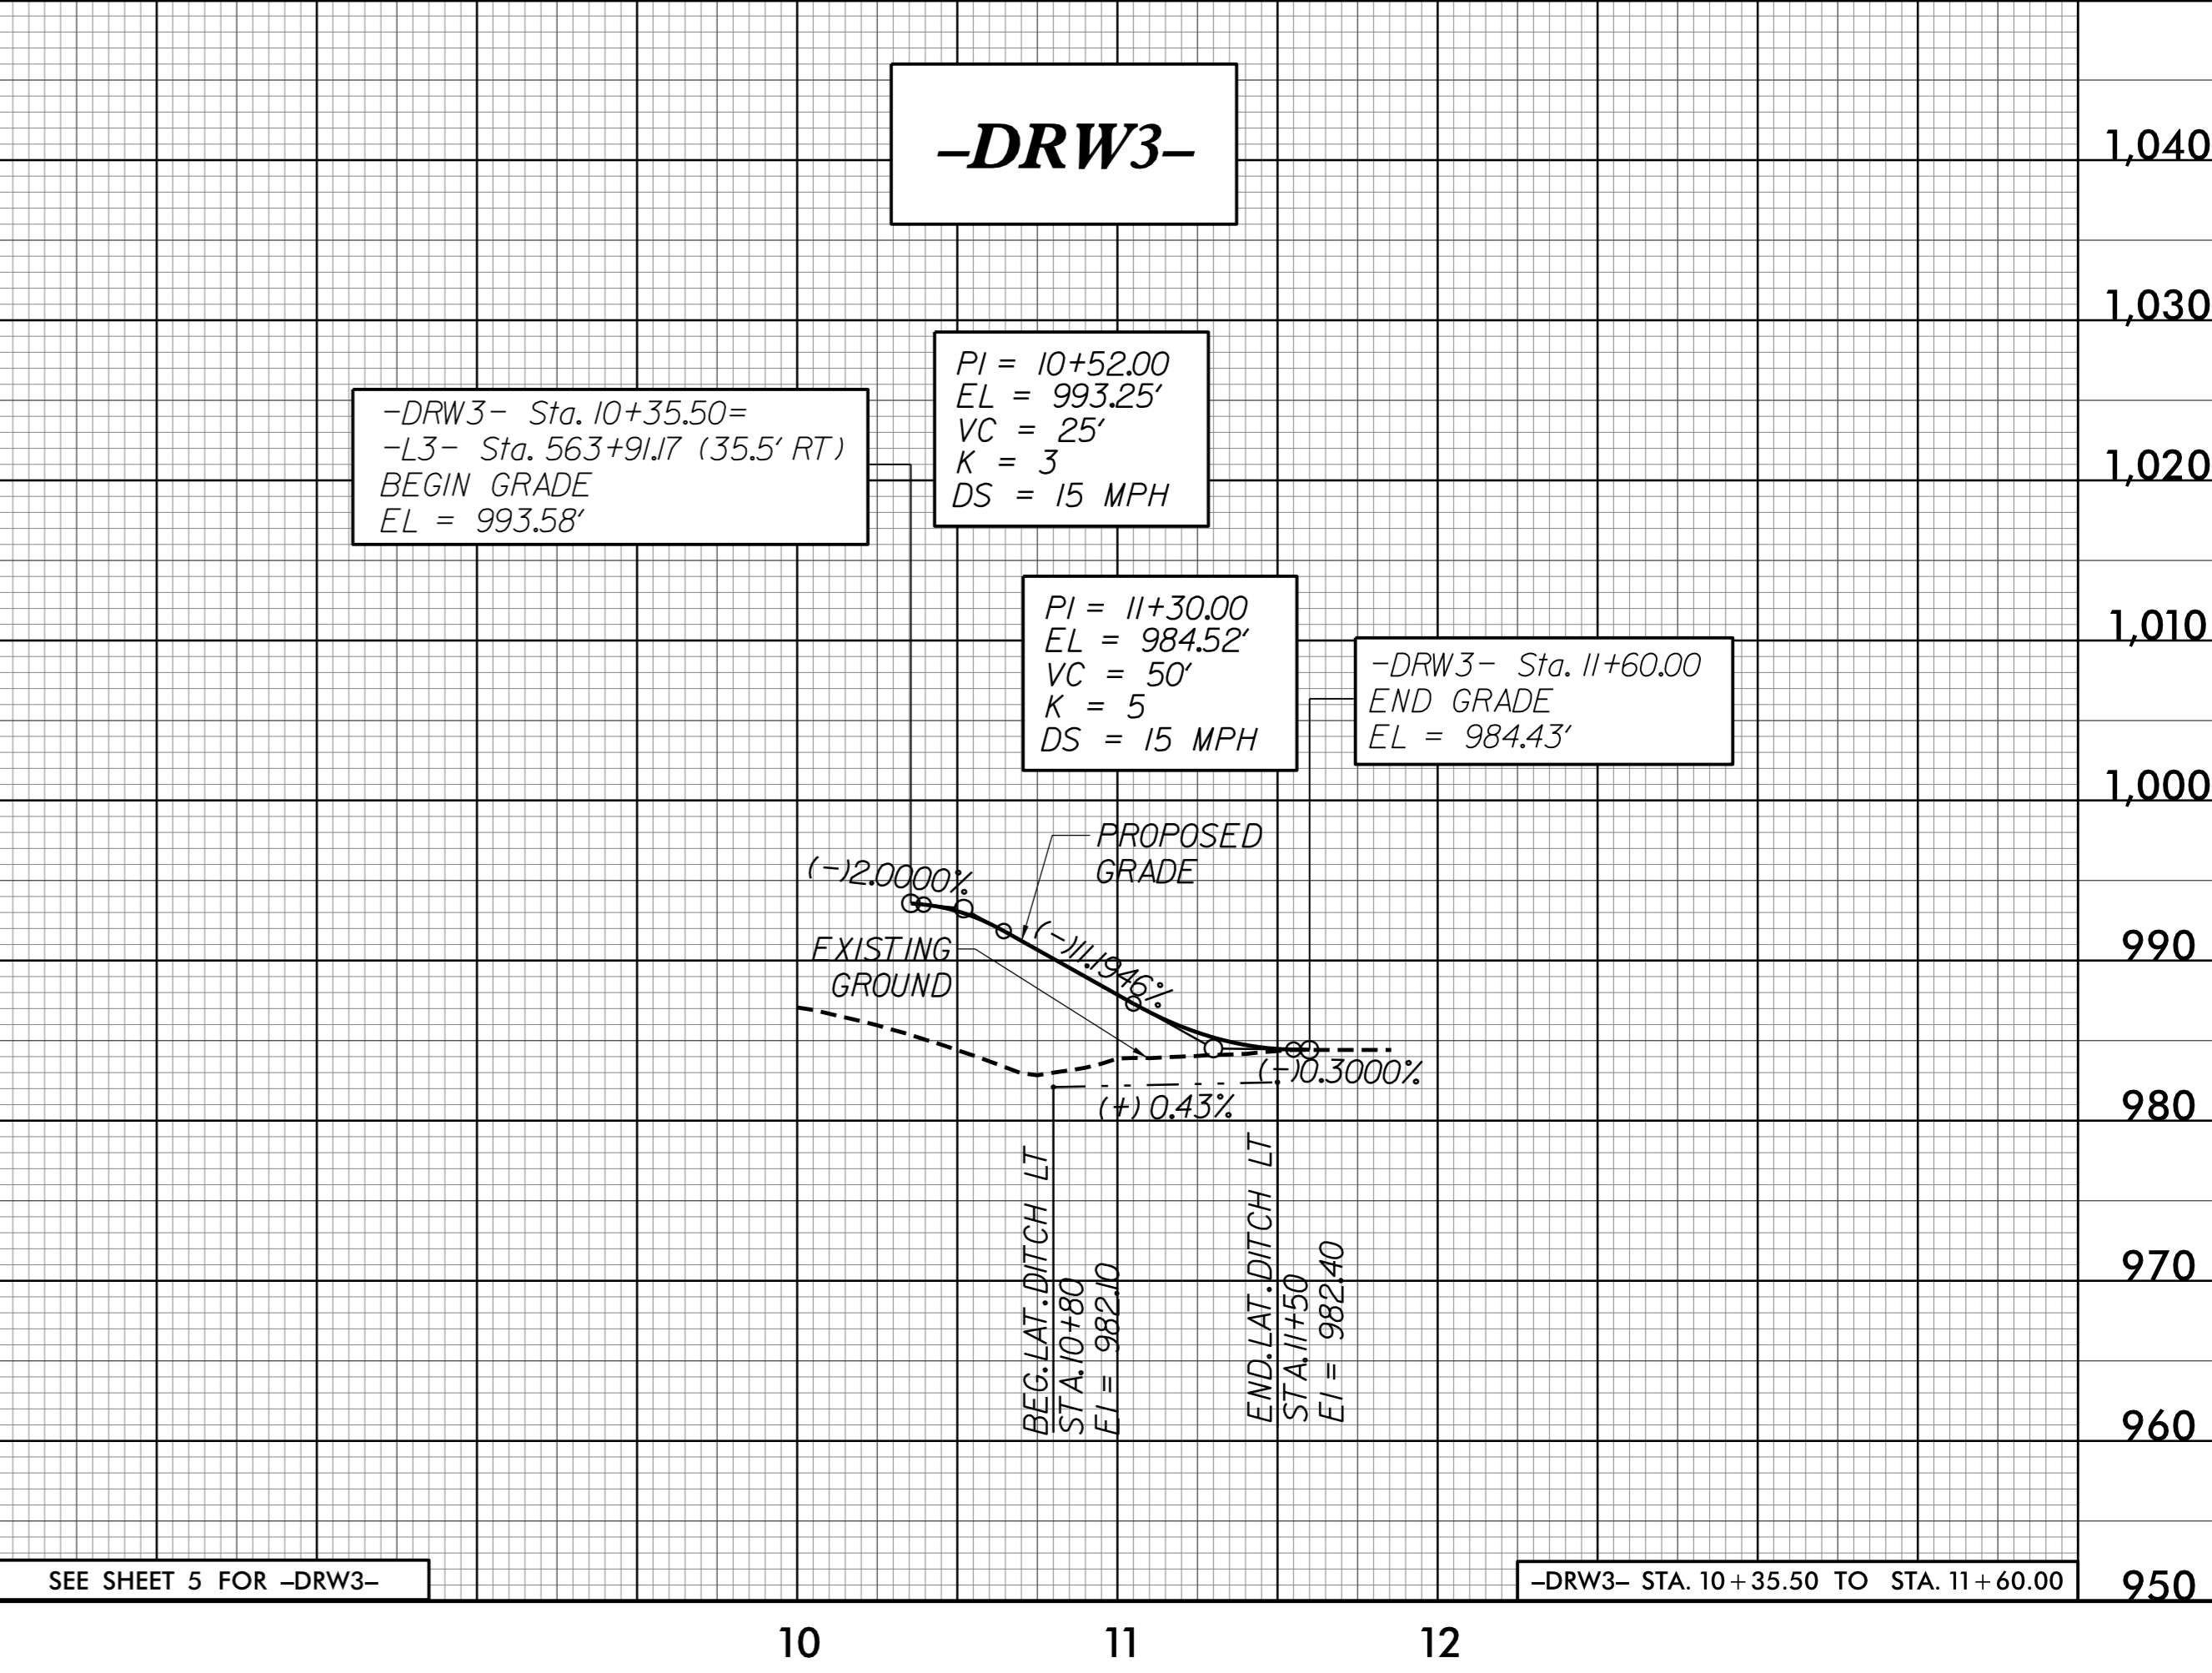 –DRW3–
1,040
1,030
1,020
1,010
1,000
990
980
970
960
950
PI = 10+52.00
EL = 993.25'
VC = 25'
K = 3
DS = 15 MPH
-DRW3- Sta. 10+35.50=
-L3- Sta. 563+91.17 (35.5' RT)
BEGIN GRADE
EL = 993.58'
PI = 11+30.00
EL = 984.52'
VC = 50'
K = 5
DS = 15 MPH
-DRW3- Sta. 11+60.00
END GRADE
EL = 984.43'
PROPOSED
GRADE
(-)2.0000%
(-)11.1946%
EXISTING
GROUND
(-)0.3000%
(+) 0.43%
BEG.LAT.DITCH LT
STA.10+80
El = 982.10
END.LAT.DITCH LT
STA.11+50
El = 982.40
SEE SHEET 5 FOR –DRW3–
–DRW3– STA. 10+35.50 TO STA. 11+60.00
10
11
12